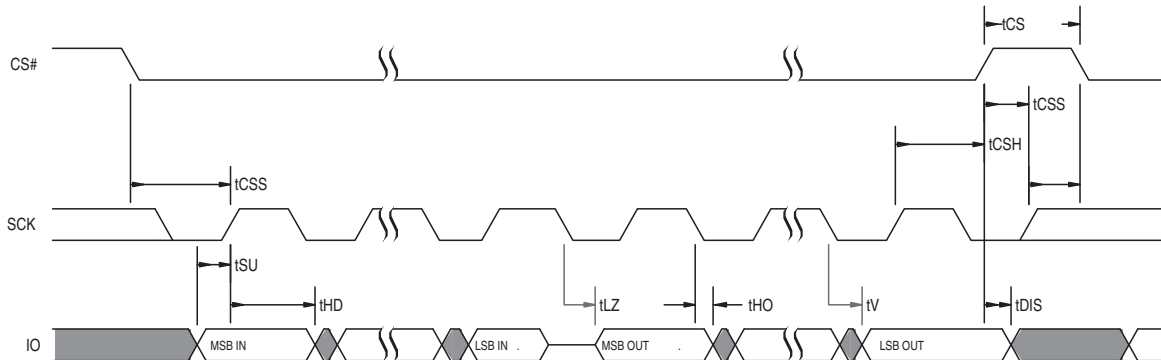 tCS
CS#
tCSS
tCSH
tCSS
SCK
tSU
tHD
tLZ
tHO
tV
tDIS
IO
MSB IN
LSB IN .
MSB OUT .
LSB OUT